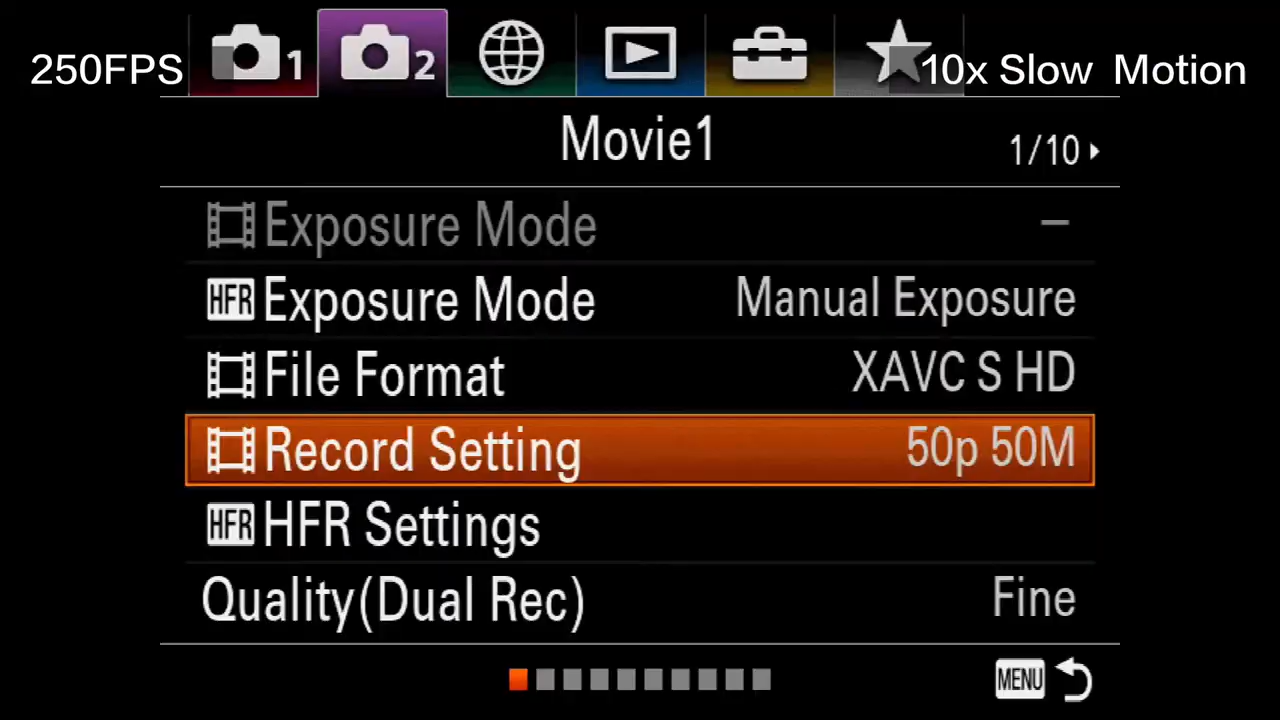 250FPS
1
2
10x Slow Motion
Movie1
1/10
Exposure Mode –
HFR Exposure Mode Manual Exposure
File Format XAVC S HD
Record Setting 50p 50M
HFR HFR Settings
Quality(Dual Rec) Fine
MENU